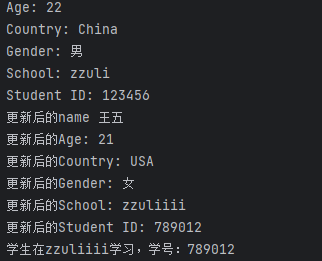 Age: 22
Country: China
Gender: 男
School: zzuli
Student ID: 123456
更新后的name 王五
更新后的Age: 21
更新后的Country: USA
更新后的Gender: 女
更新后的School: zzuliiii
更新后的Student ID: 789012
学生在zzuliiii学习，学号：789012